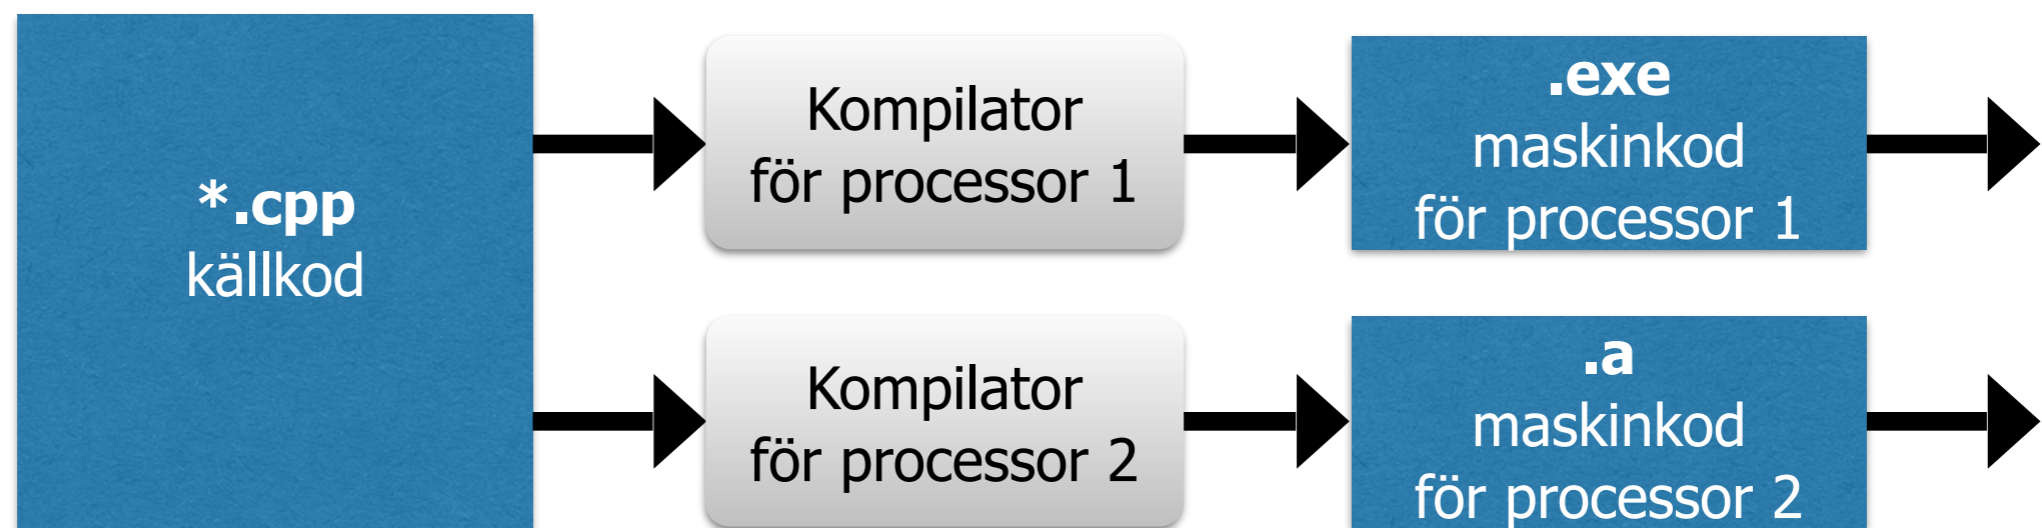 *.cpp
källkod
Kompilator
för processor 1
.exe
maskinkod
för processor 1
Kompilator
för processor 2
.a
maskinkod
för processor 2